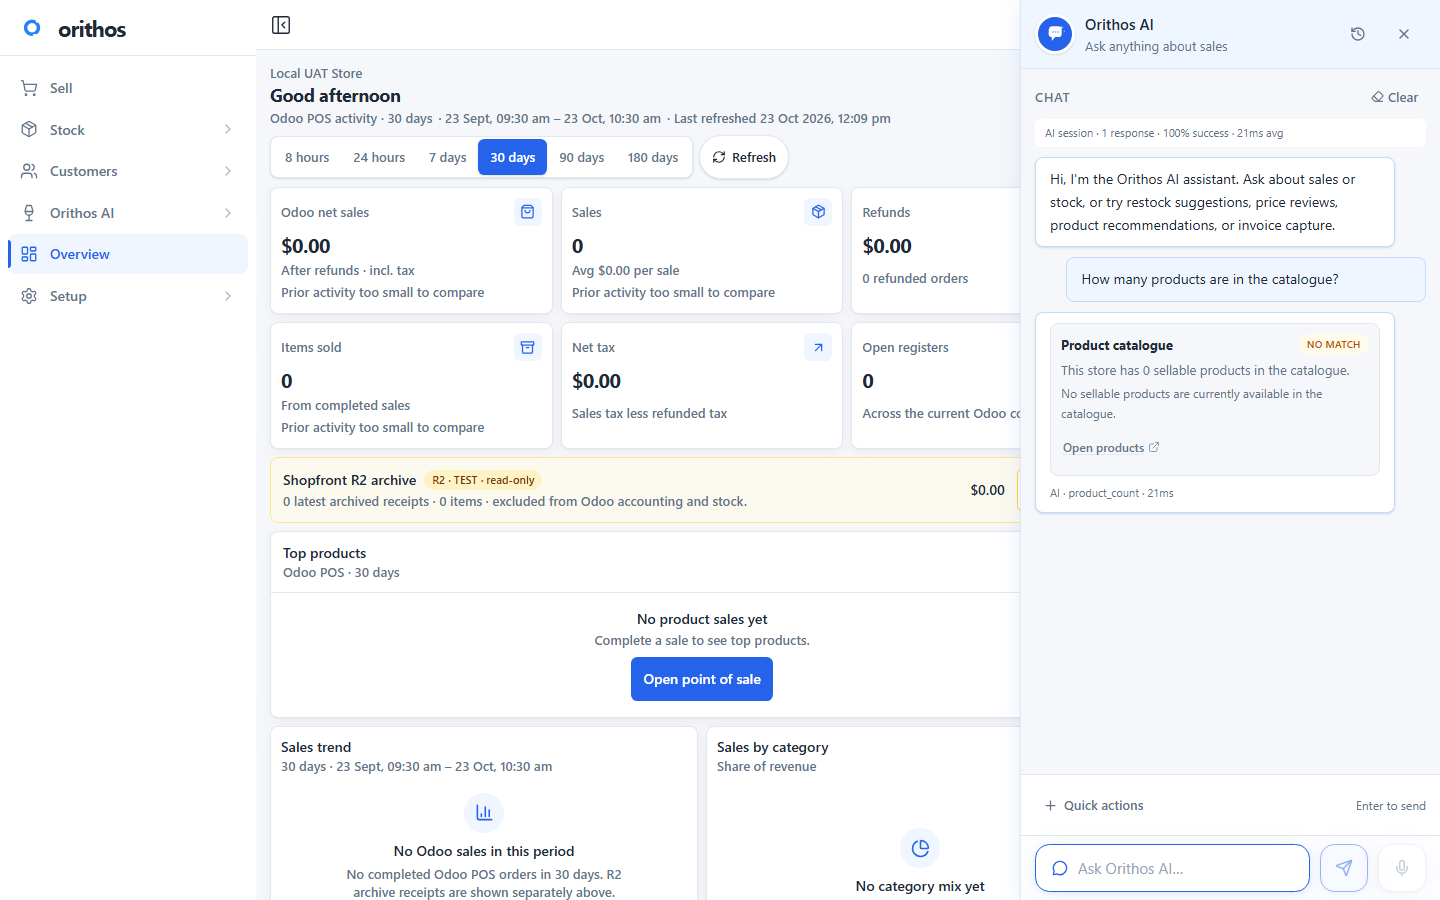 orithos
Sell
Stock
Customers
Orithos AI
Overview
Setup
Local UAT Store
Good afternoon
Odoo POS activity · 30 days · 23 Sept, 09:30 am – 23 Oct, 10:30 am · Last refreshed 23 Oct 2026, 12:09 pm
8 hours 24 hours 7 days 30 days 90 days 180 days Refresh
Odoo net sales
$0.00
After refunds · incl. tax
Prior activity too small to compare
Sales
0
Avg $0.00 per sale
Prior activity too small to compare
Refunds
$0.00
0 refunded orders
Items sold
0
From completed sales
Prior activity too small to compare
Net tax
$0.00
Sales tax less refunded tax
Open registers
0
Across the current Odoo co
Shopfront R2 archive R2 · TEST · read-only
0 latest archived receipts · 0 items · excluded from Odoo accounting and stock.
$0.00
Top products
Odoo POS · 30 days
No product sales yet
Complete a sale to see top products.
Open point of sale
Sales trend
30 days · 23 Sept, 09:30 am – 23 Oct, 10:30 am
No Odoo sales in this period
No completed Odoo POS orders in 30 days. R2
archive receipts are shown separately above.
Sales by category
Share of revenue
No category mix yet
Orithos AI
Ask anything about sales
CHAT
Clear
AI session · 1 response · 100% success · 21ms avg
Hi, I'm the Orithos AI assistant. Ask about sales or
stock, or try restock suggestions, price reviews,
product recommendations, or invoice capture.
How many products are in the catalogue?
Product catalogue NO MATCH
This store has 0 sellable products in the catalogue.
No sellable products are currently available in the
catalogue.
Open products
AI · product_count · 21ms
Quick actions
Enter to send
Ask Orithos AI...